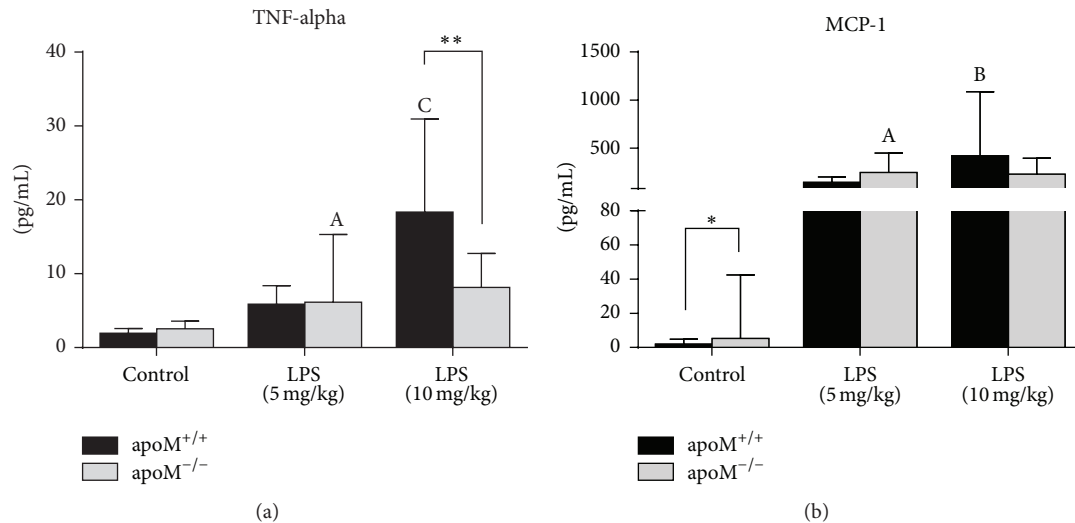 TNF-alpha
40
30
20
10
0
(pg/mL)
**
C
A
Control
LPS
(5 mg/kg)
LPS
(10 mg/kg)
apoM+/+
apoM−/−
(a)
MCP-1
1500
1000
500
80
60
40
20
0
(pg/mL)
*
A
B
Control
LPS
(5 mg/kg)
LPS
(10 mg/kg)
apoM+/+
apoM−/−
(b)